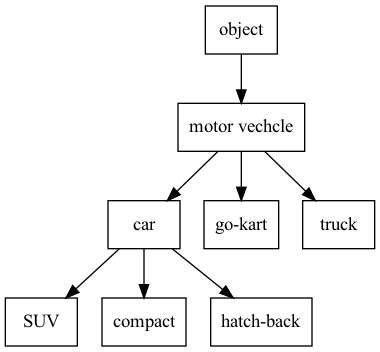 object
motor vechcle
car
go-kart
truck
SUV
compact
hatch-back